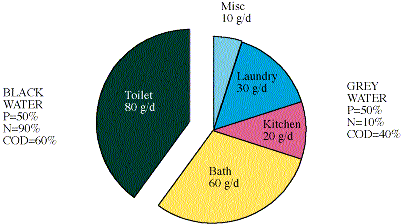 Misc
10 g/d
Laundry
30 g/d
Kitchen
20 g/d
Bath
60 g/d
Toilet
80 g/d
BLACK
WATER
P=50%
N=90%
COD=60%
GREY
WATER
P=50%
N=10%
COD=40%